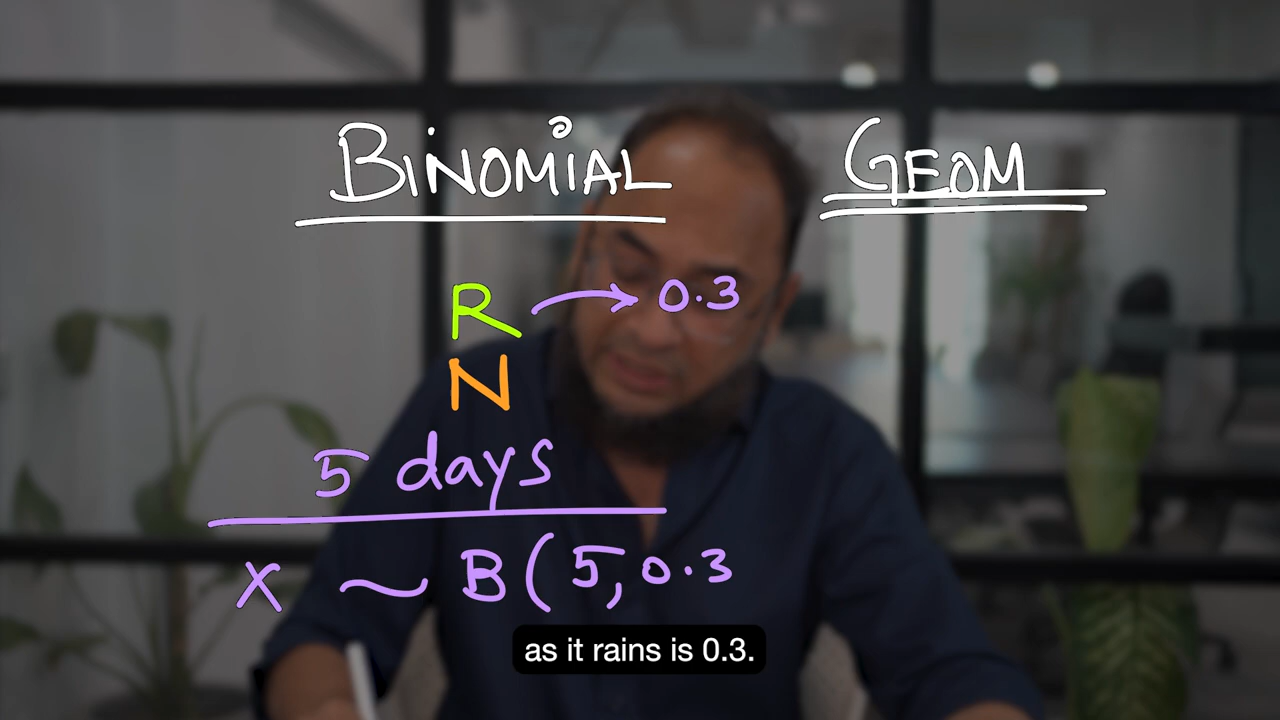 BINOMIAL GEOM
R → 0.3
N
5 days
X ~ B(5,0.3
as it rains is 0.3.